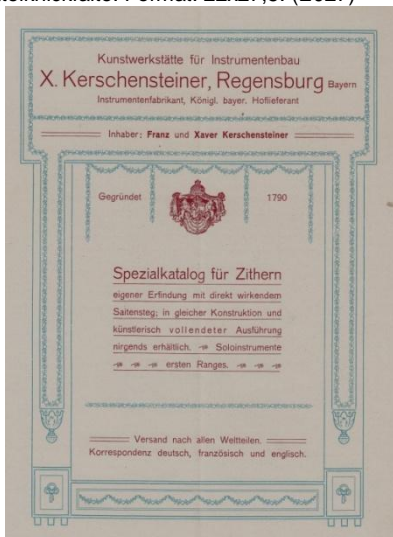 Kunstwerkstätte für Instrumentenbau
X. Kerschensteiner, Regensburg Bayern
Instrumentenfabrikant, Königl. bayer. Hoflieferant
Inhaber: Franz und Xaver Kerschensteiner
Gegründet 1790
Spezialkatalog für Zithern
eigener Erfindung mit direkt wirkendem
Saitensteg; in gleicher Konstruktion und
künstlerisch vollendeter Ausführung
nirgends erhältlich. Soloinstrumente
ersten Ranges.
Versand nach allen Weltteilen.
Korrespondenz deutsch, französisch und englisch.